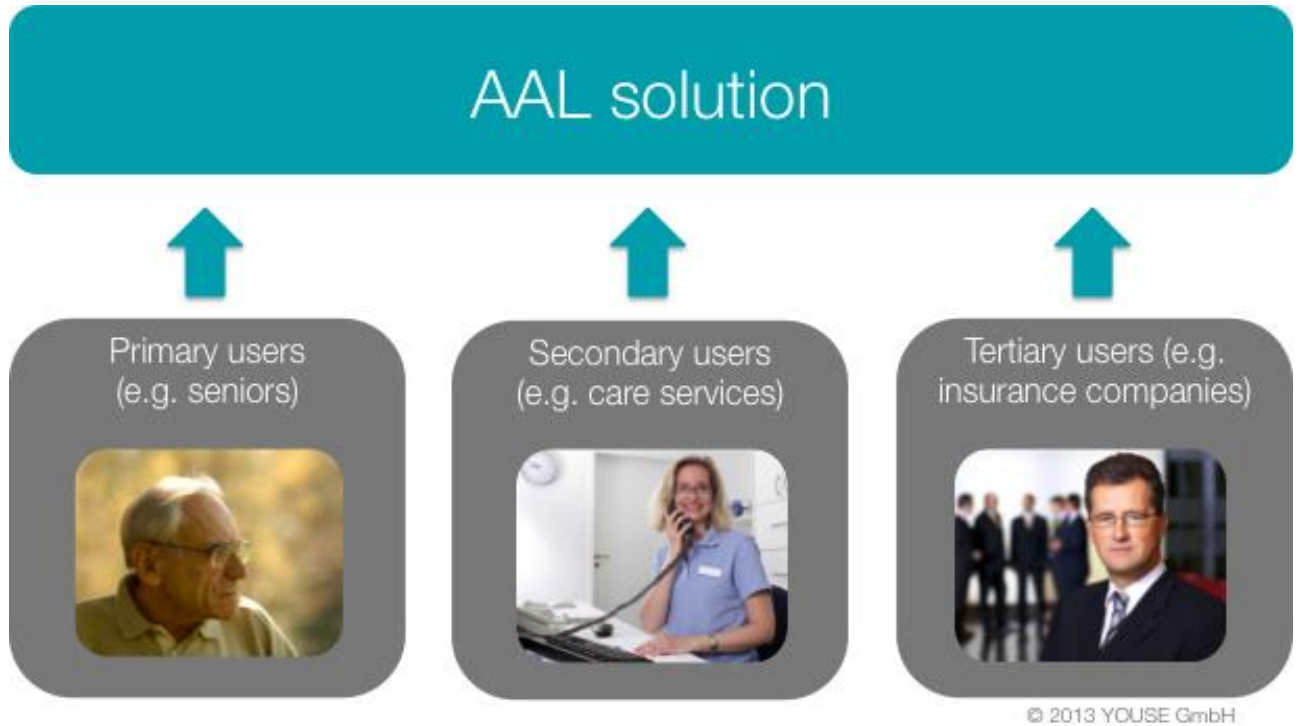 AAL solution
Primary users
(e.g. seniors)
Secondary users
(e.g. care services)
Tertiary users (e.g.
insurance companies)
© 2013 YOUSE GmbH